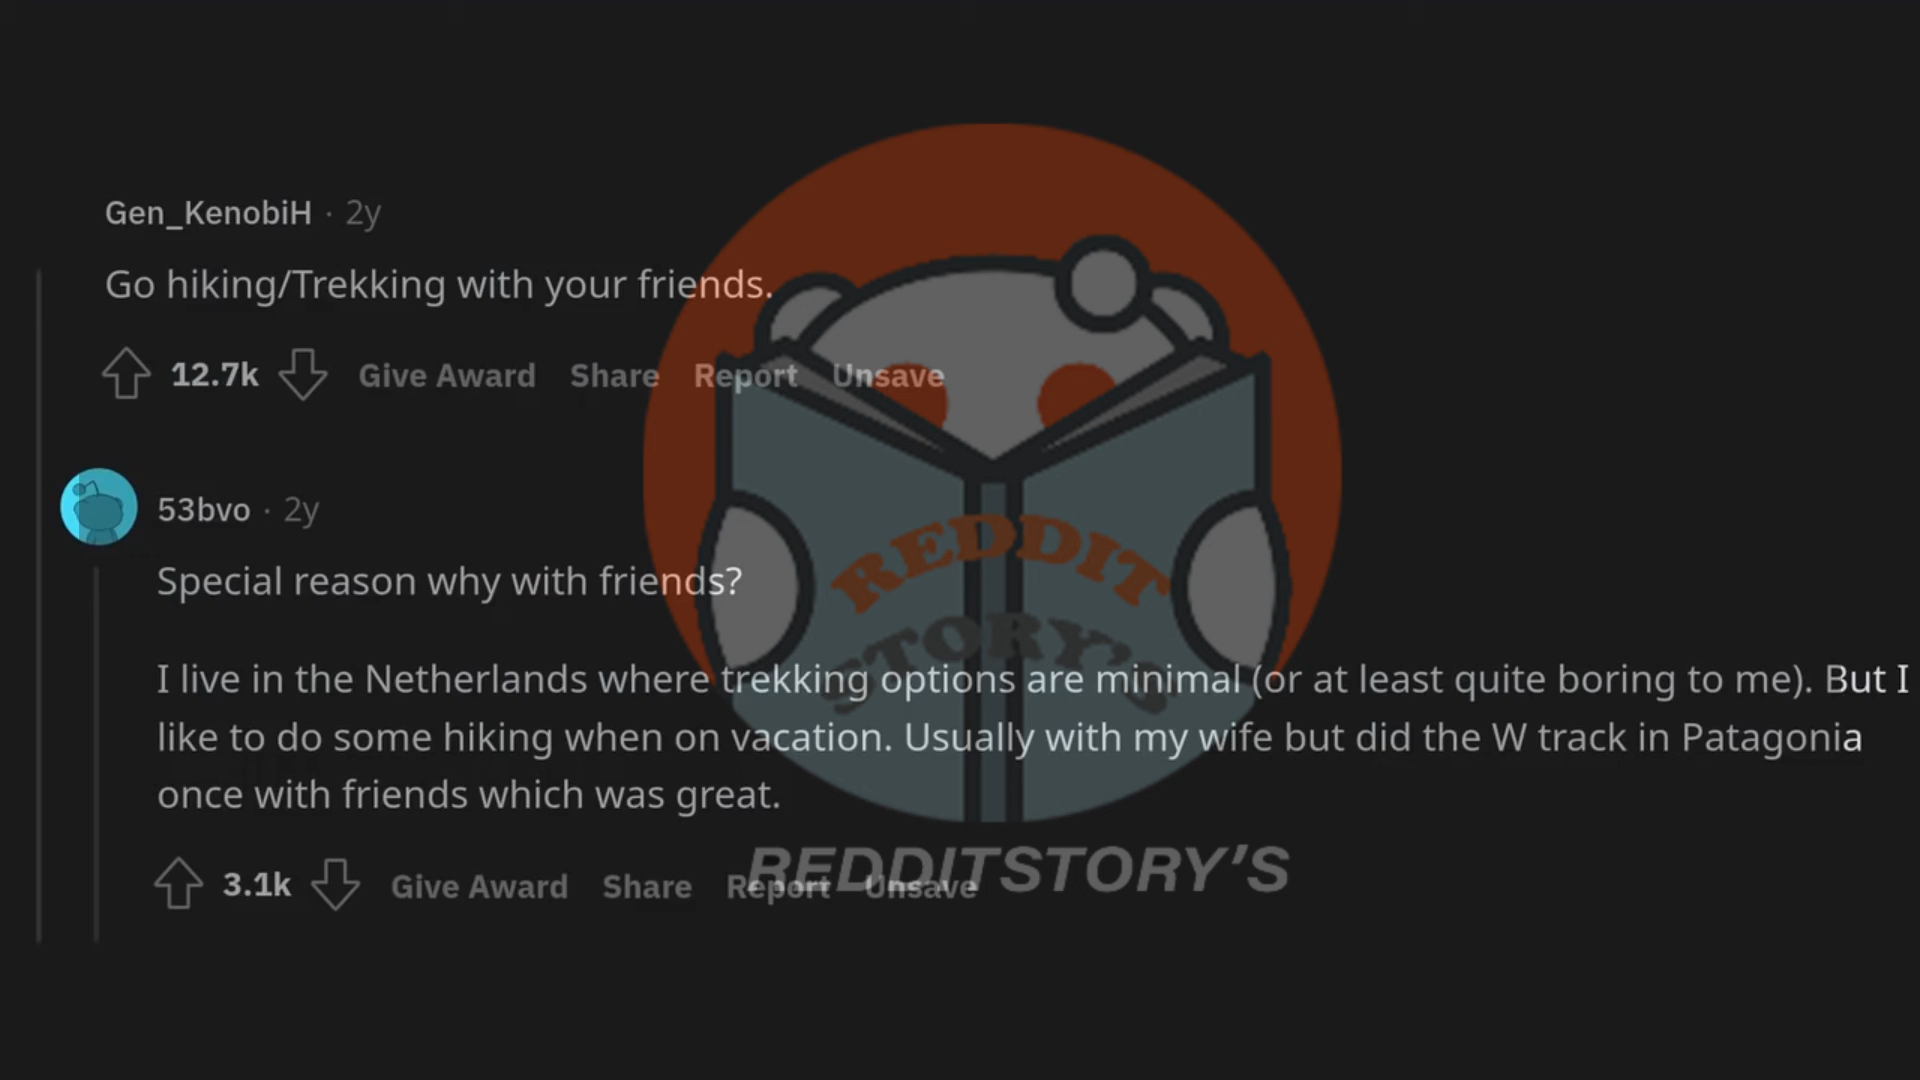 Gen_KenobiH · 2y
Go hiking/Trekking with your friends.
12.7k Give Award Share Report Unsave
53bvo · 2y
Special reason why with friends?
I live in the Netherlands where trekking options are minimal (or at least quite boring to me). But I
like to do some hiking when on vacation. Usually with my wife but did the W track in Patagonia
once with friends which was great.
3.1k Give Award Share Report Unsave
REDDIT
STORY'S
REDDITSTORY'S